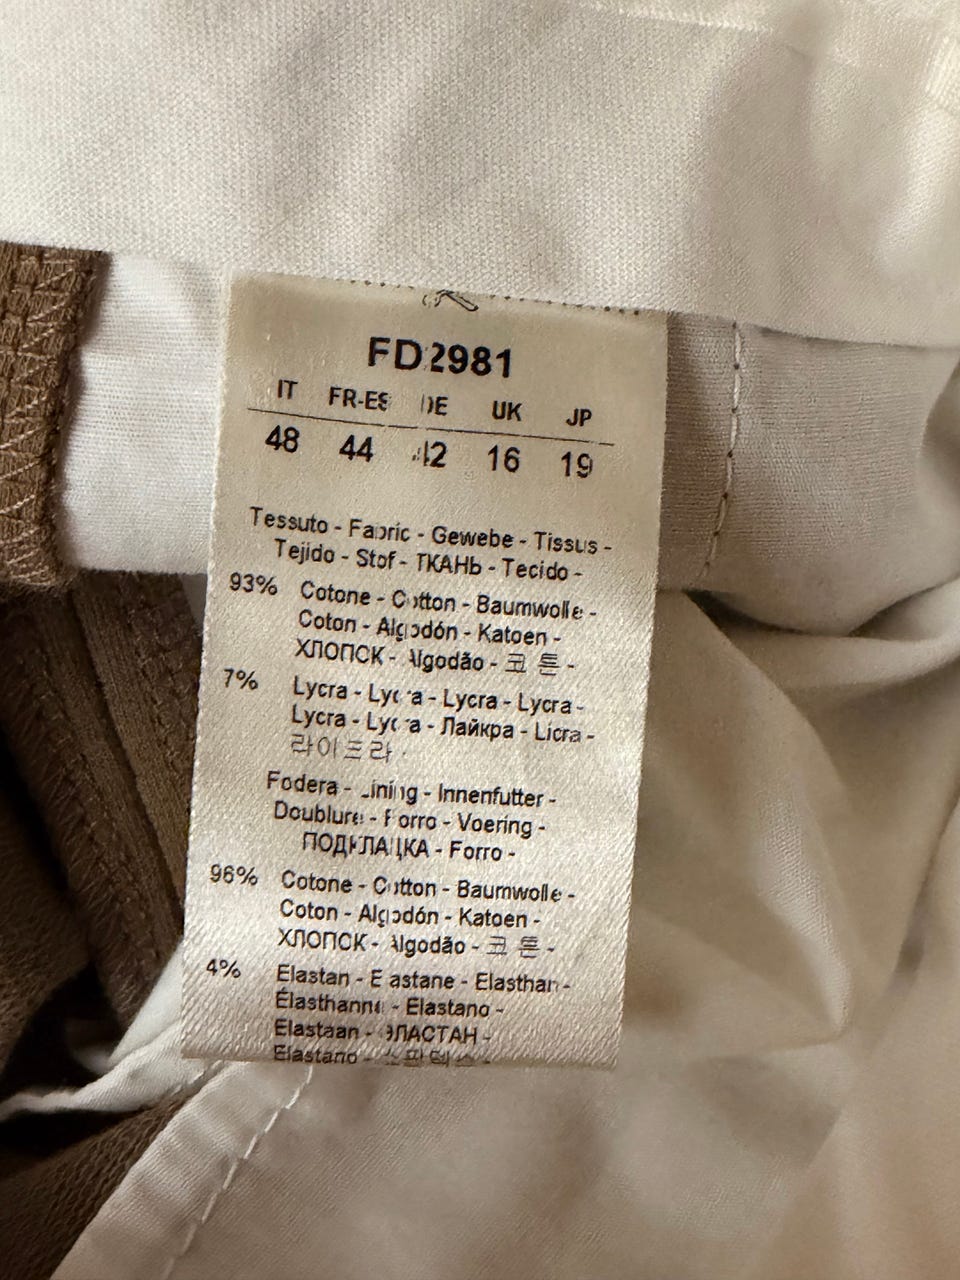 FD2981
IT FR-ES DE UK JP
48 44 42 16 19
Tessuto - Fabric - Gewebe - Tissus -
Tejido - Stof - ТКАНЬ - Tecido -
93% Cotone - Cotton - Baumwolle -
Coton - Algodón - Katoen -
ХЛОПСК - Algodão - 코 튼 -
7% Lycra - Lycra - Lycra - Lycra -
Lycra - Lycra - Лайкра - Licra -
라이크라 -
Fodera - Lining - Innenfutter -
Doublure - Forro - Voering -
ПОДКЛАДКА - Forro -
96% Cotone - Cotton - Baumwolle -
Coton - Algodón - Katoen -
ХЛОПСК - Algodão - 코 튼 -
4% Elastan - Elastane - Elasthan -
Élasthanne - Elastano -
Elastaan - ЭЛАСТАН -
Elastano -